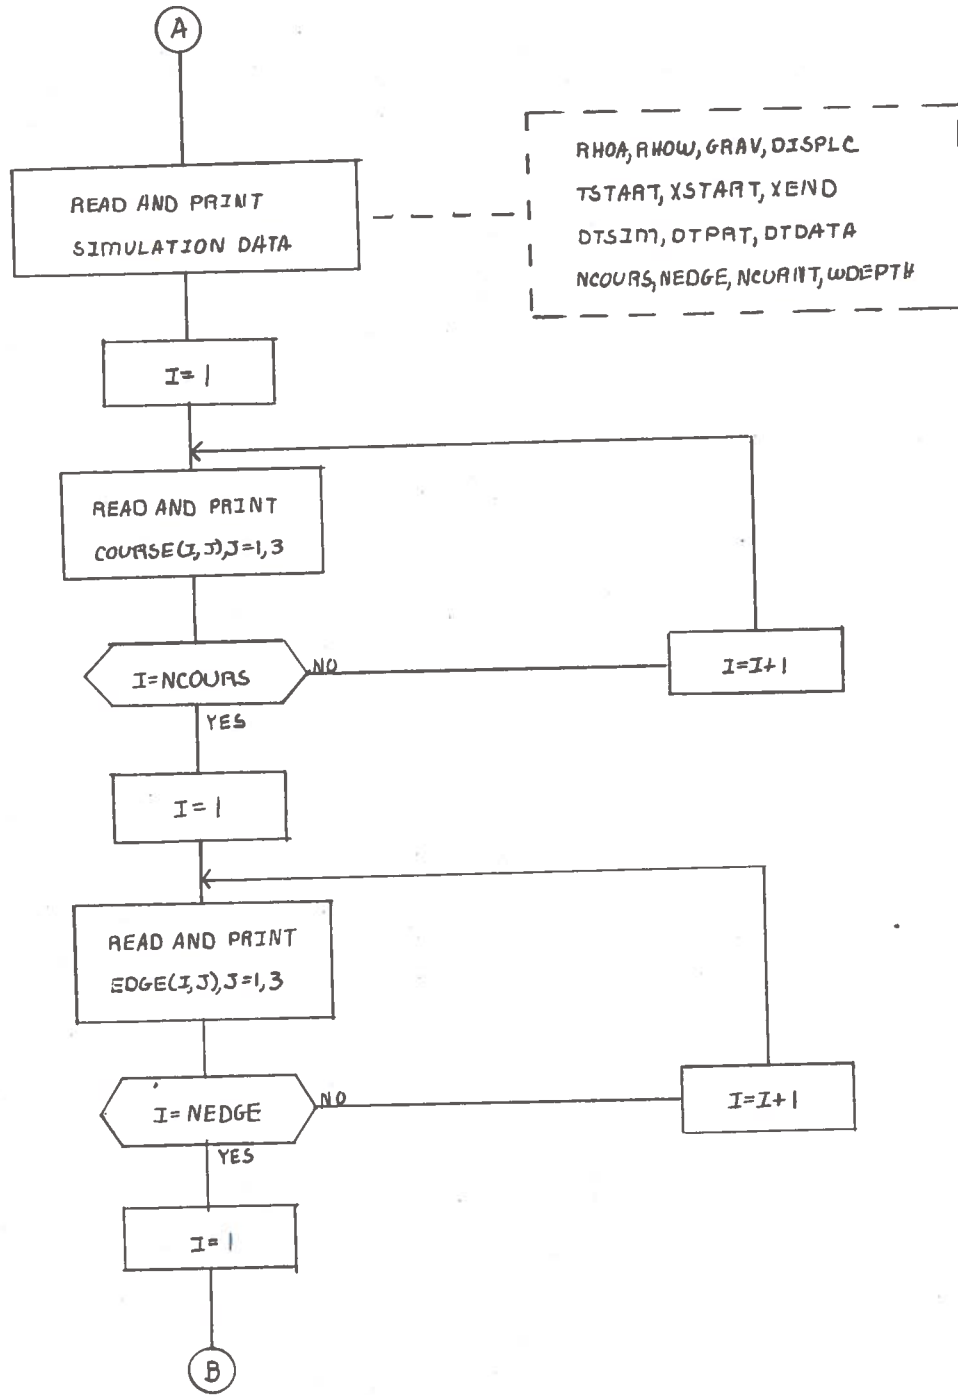 A
READ AND PRINT
SIMULATION DATA
RHOA, RHOW, GRAV, DISPLC
TSTART, XSTART, XEND
DTSIM, DTPRT, DTDATA
NCOURS, NEDGE, NCURNT, WDEPTH
I=1
READ AND PRINT
COURSE(I,J),J=1,3
I=NCOURS
NO
I=I+1
YES
I=1
READ AND PRINT
EDGE(I,J),J=1,3
I=NEDGE
NO
I=I+1
YES
I=1
B